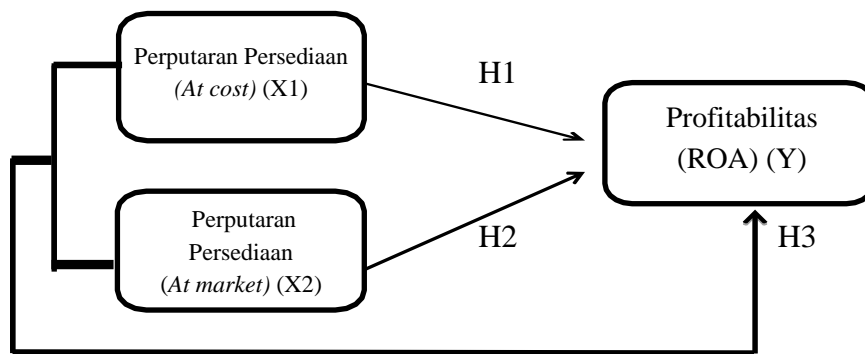 Perputaran Persediaan
(At cost) (X1)
H1
Profitabilitas
(ROA) (Y)
Perputaran
Persediaan
(At market) (X2)
H2
H3